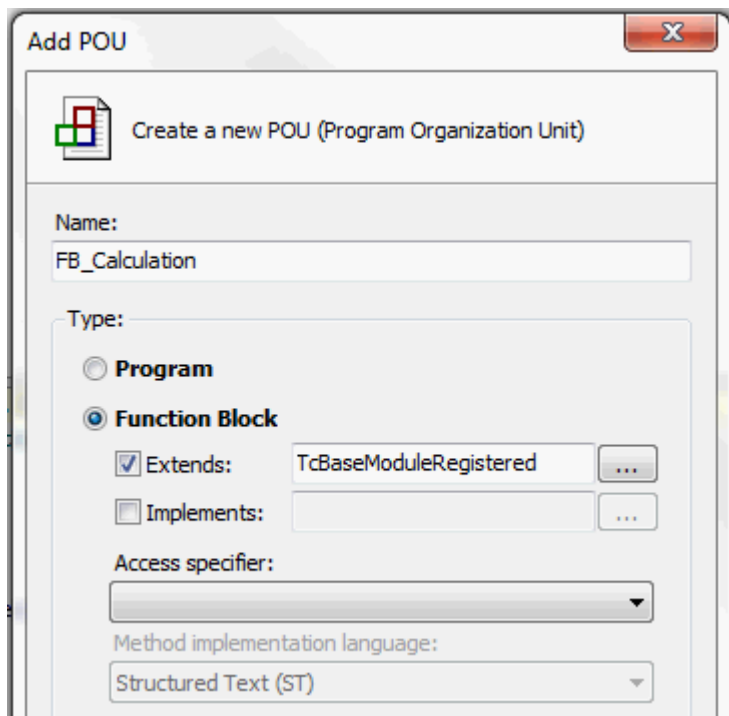 Add POU
Create a new POU (Program Organization Unit)
Name:
FB_Calculation
Type:
Program
Function Block
Extends: TcBaseModuleRegistered ...
Implements: ...
Access specifier:
Method implementation language:
Structured Text (ST)